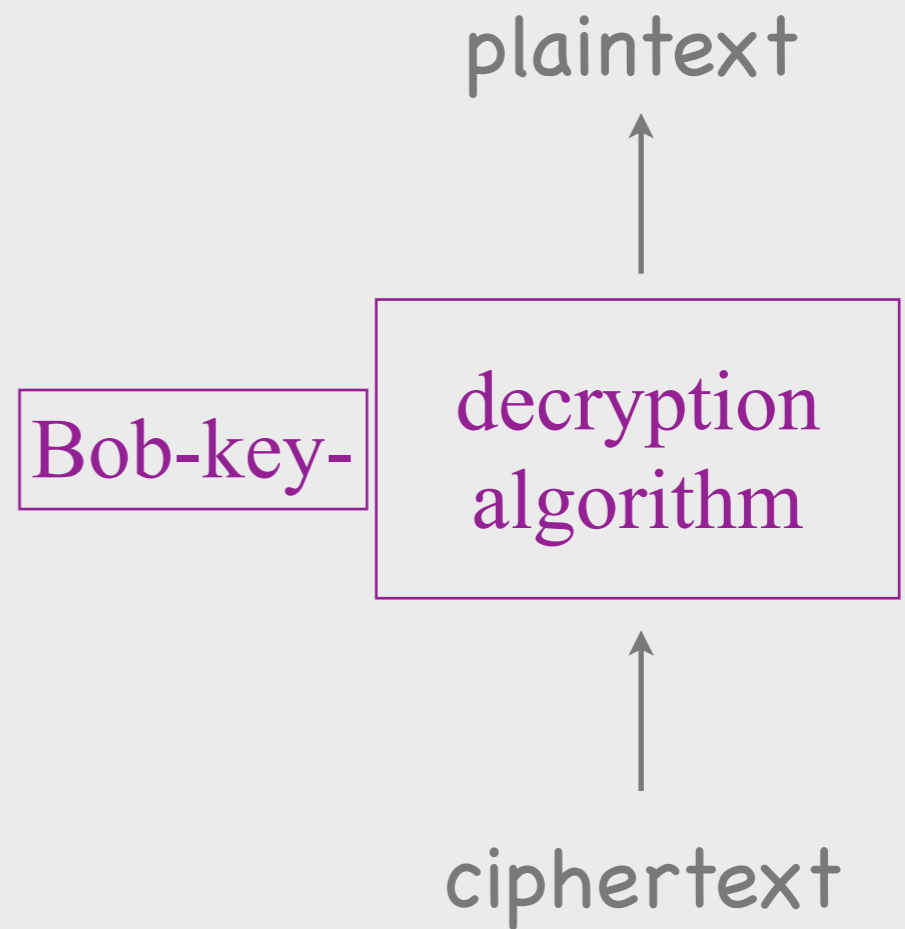 plaintext
Bob-key-
decryption
algorithm
ciphertext